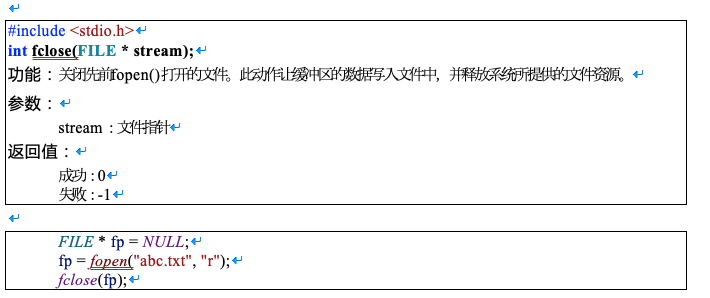 #include <stdio.h>
int fclose(FILE * stream);
功能：关闭先前fopen()打开的文件。此动作让缓冲区的数据写入文件中，并释放系统所提供的文件资源。
参数：
stream：文件指针
返回值：
成功：0
失败：-1
FILE * fp = NULL;
fp = fopen("abc.txt", "r");
fclose(fp);